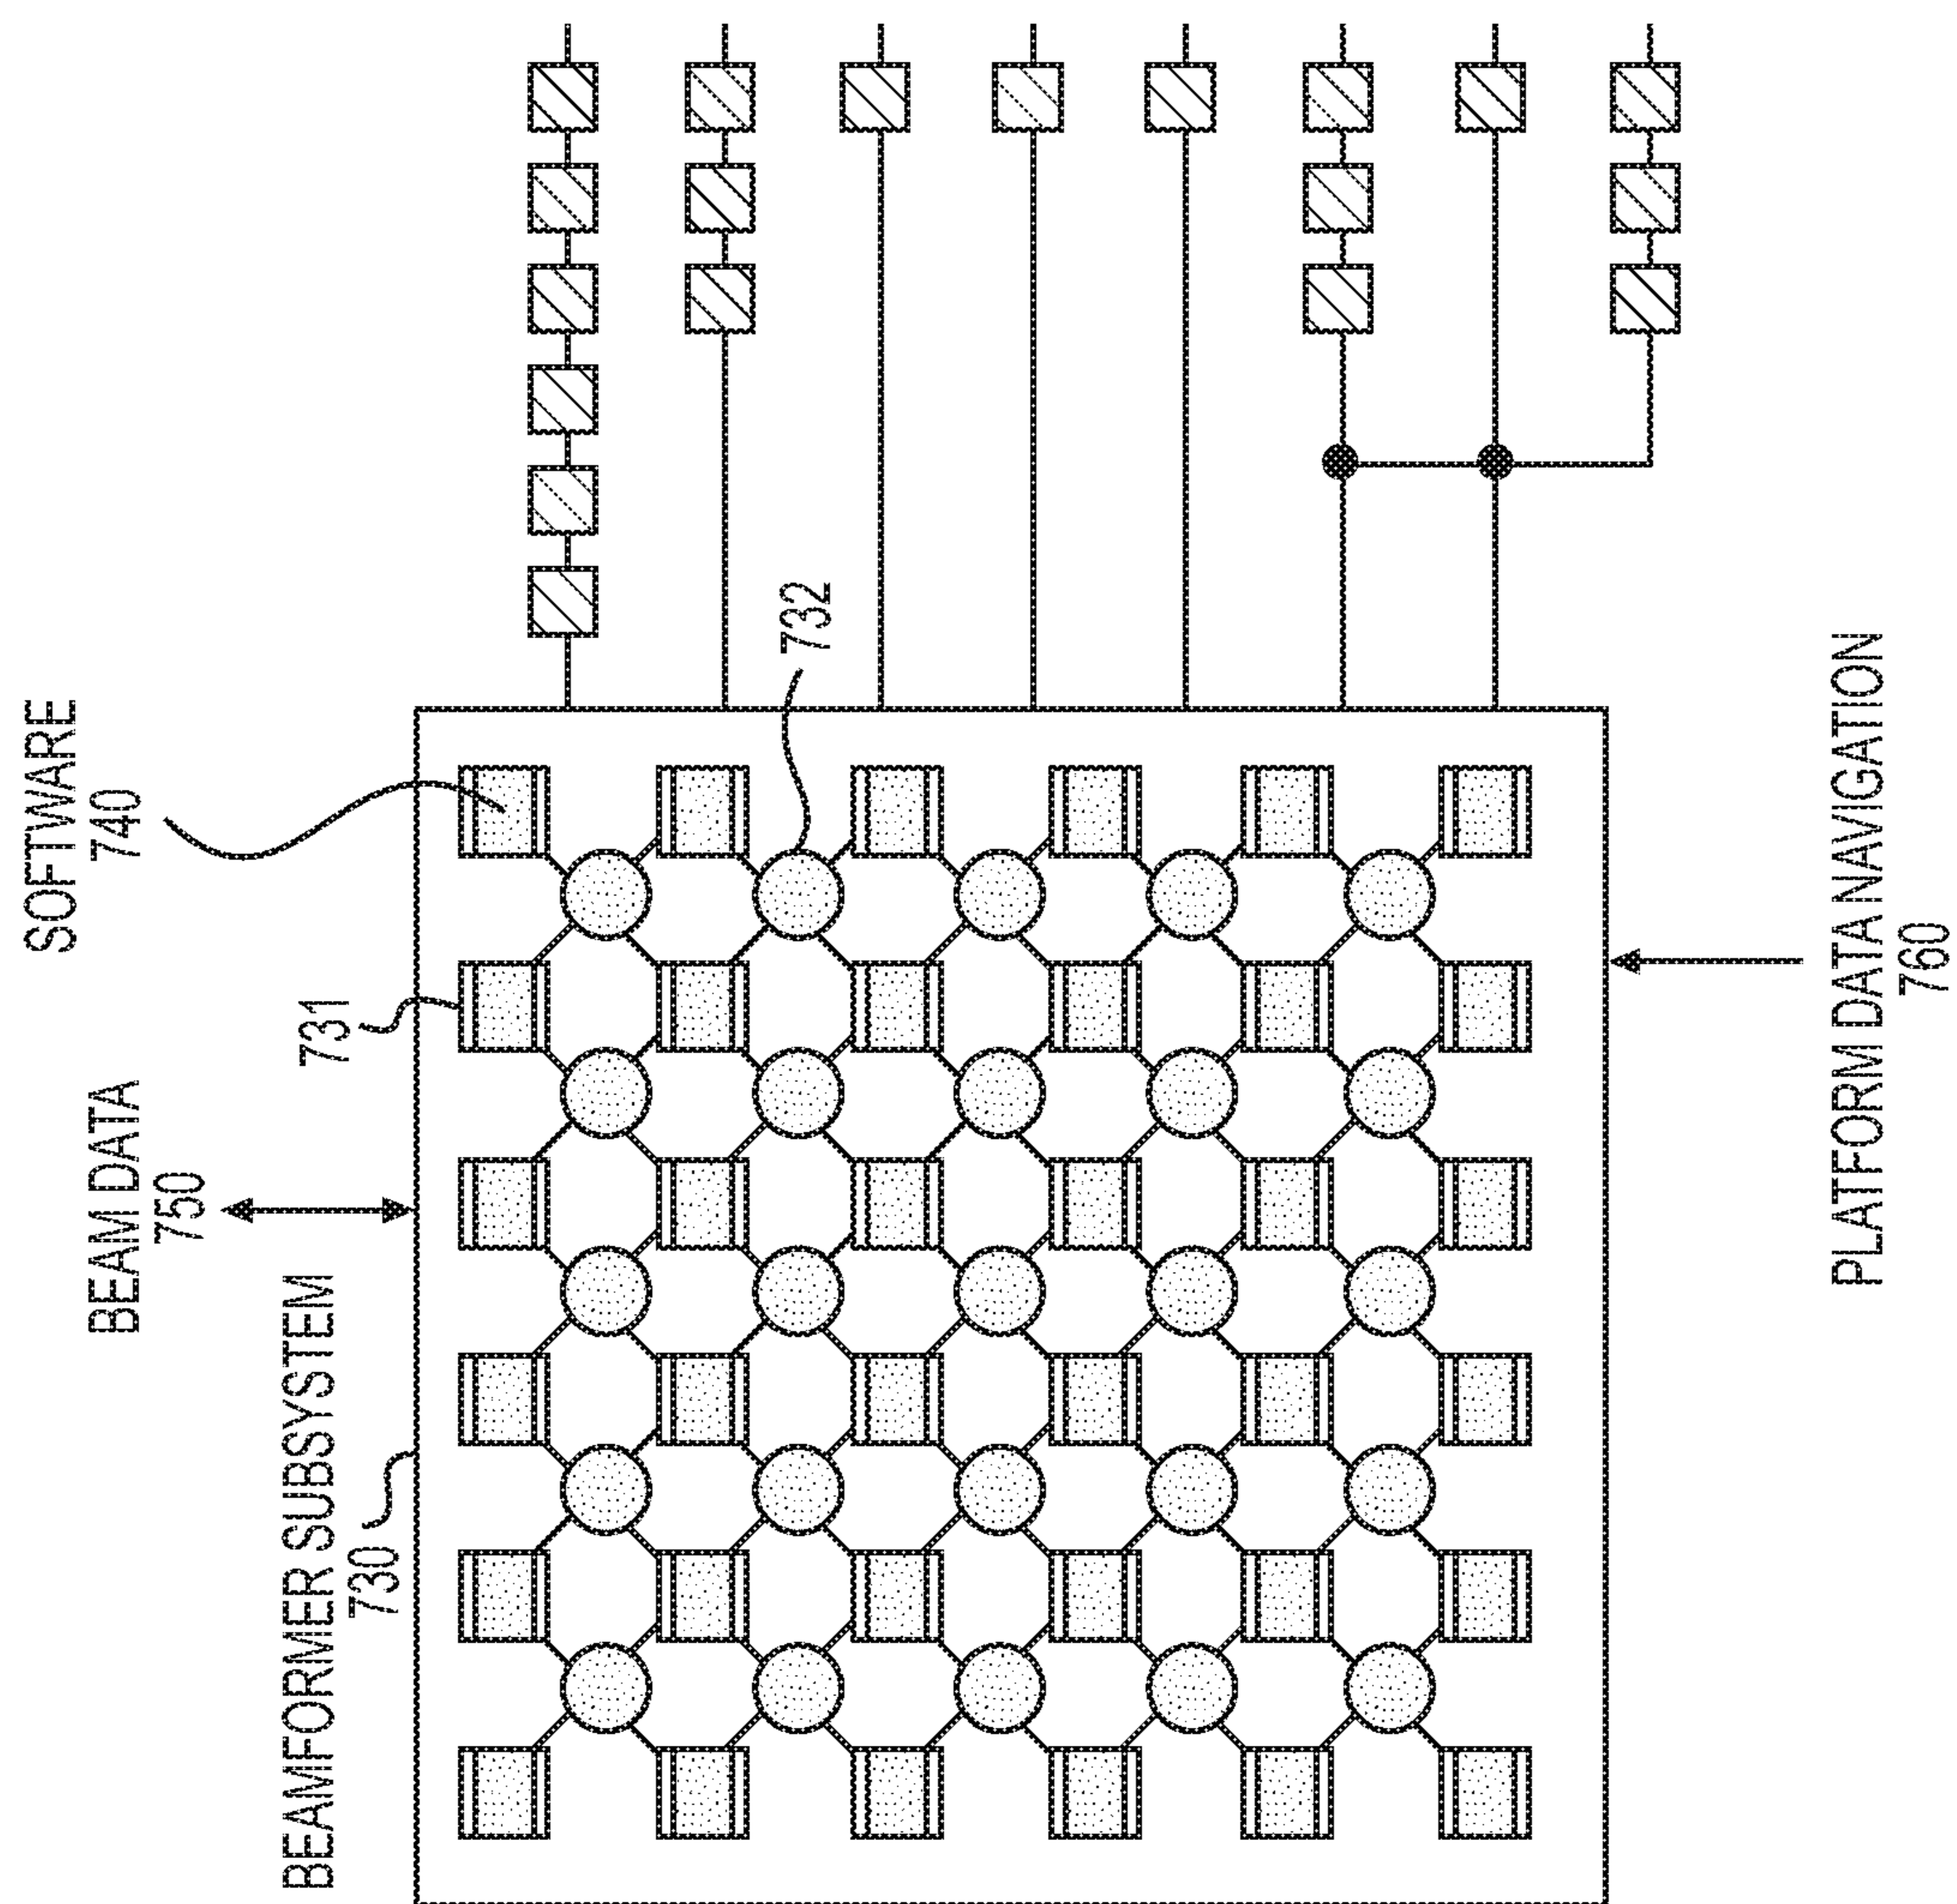 BEAMFORMER SUBSYSTEM
730
BEAM DATA
750
731
SOFTWARE
740
732
PLATFORM DATA NAVIGATION
760